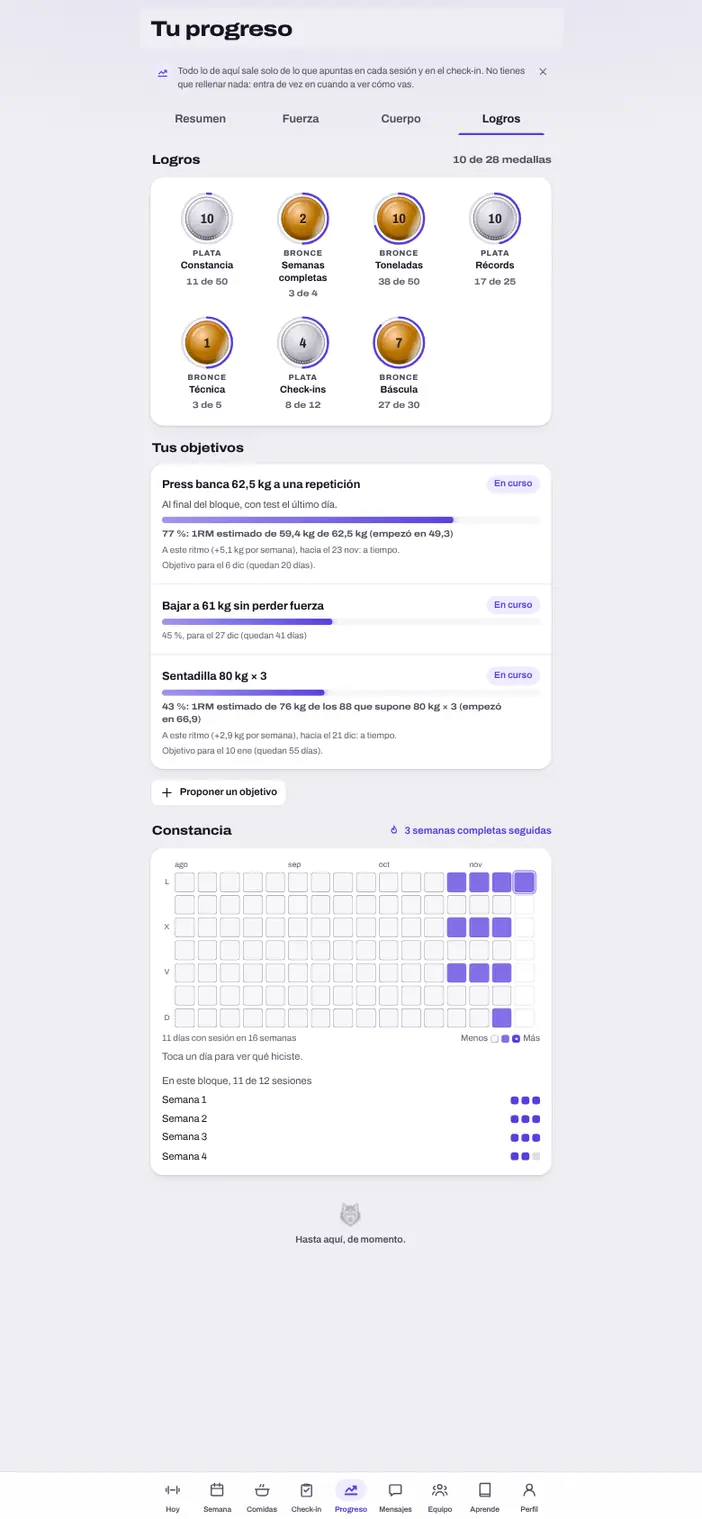 Tu progreso
Todo lo de aquí sale solo de lo que apuntas en cada sesión y en el check-in. No tienes
que rellenar nada: entra de vez en cuando a ver cómo vas.
Resumen Fuerza Cuerpo Logros
Logros 10 de 28 medallas
10 2 10 10
PLATA BRONCE BRONCE PLATA
Constancia Semanas completas Toneladas Récords
11 de 50 3 de 4 38 de 50 17 de 25
1 4 7
BRONCE PLATA BRONCE
Técnica Check-ins Báscula
3 de 5 8 de 12 27 de 30
Tus objetivos
Press banca 62,5 kg a una repetición En curso
Al final del bloque, con test el último día.
77 %: 1RM estimado de 59,4 kg de 62,5 kg (empezó en 49,3)
A este ritmo (+5,1 kg por semana), hacia el 23 nov: a tiempo.
Objetivo para el 6 dic (quedan 20 días).
Bajar a 61 kg sin perder fuerza En curso
45 %, para el 27 dic (quedan 41 días)
Sentadilla 80 kg × 3 En curso
43 %: 1RM estimado de 76 kg de los 88 que supone 80 kg × 3 (empezó
en 66,9)
A este ritmo (+2,9 kg por semana), hacia el 21 dic: a tiempo.
Objetivo para el 10 ene (quedan 55 días).
Proponer un objetivo
Constancia 3 semanas completas seguidas
ago sep oct nov
L
X
V
D
11 días con sesión en 16 semanas Menos Más
Toca un día para ver qué hiciste.
En este bloque, 11 de 12 sesiones
Semana 1
Semana 2
Semana 3
Semana 4
Hasta aquí, de momento.
Hoy Semana Comidas Check-in Progreso Mensajes Equipo Aprende Perfil